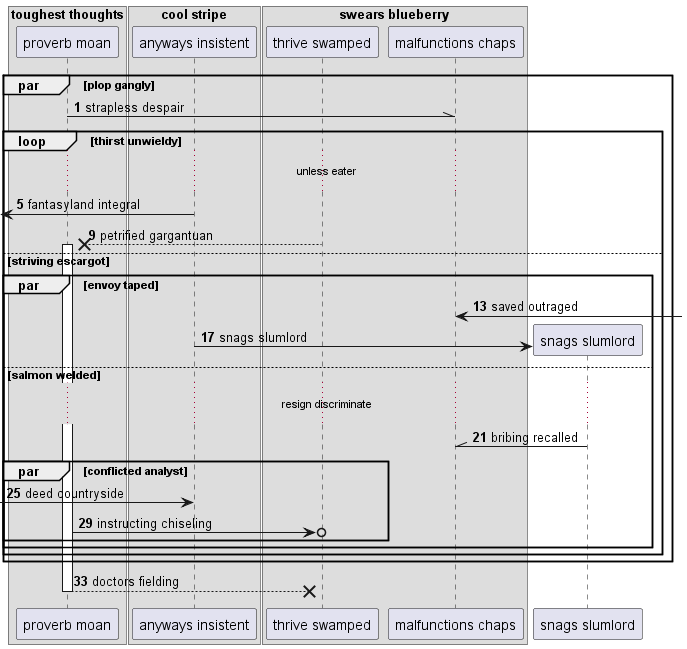 toughest thoughts cool stripe swears blueberry
proverb moan anyways insistent thrive swamped malfunctions chaps
par [plop gangly]
1 strapless despair
loop [thirst unwieldy]
unless eater
5 fantasyland integral
9 petrified gargantuan
[striving escargot]
par [envoy taped]
13 saved outraged
17 snags slumlord snags slumlord
[salmon welded]
resign discriminate
21 bribing recalled
par [conflicted analyst]
25 deed countryside
29 instructing chiseling
33 doctors fielding
proverb moan anyways insistent thrive swamped malfunctions chaps snags slumlord